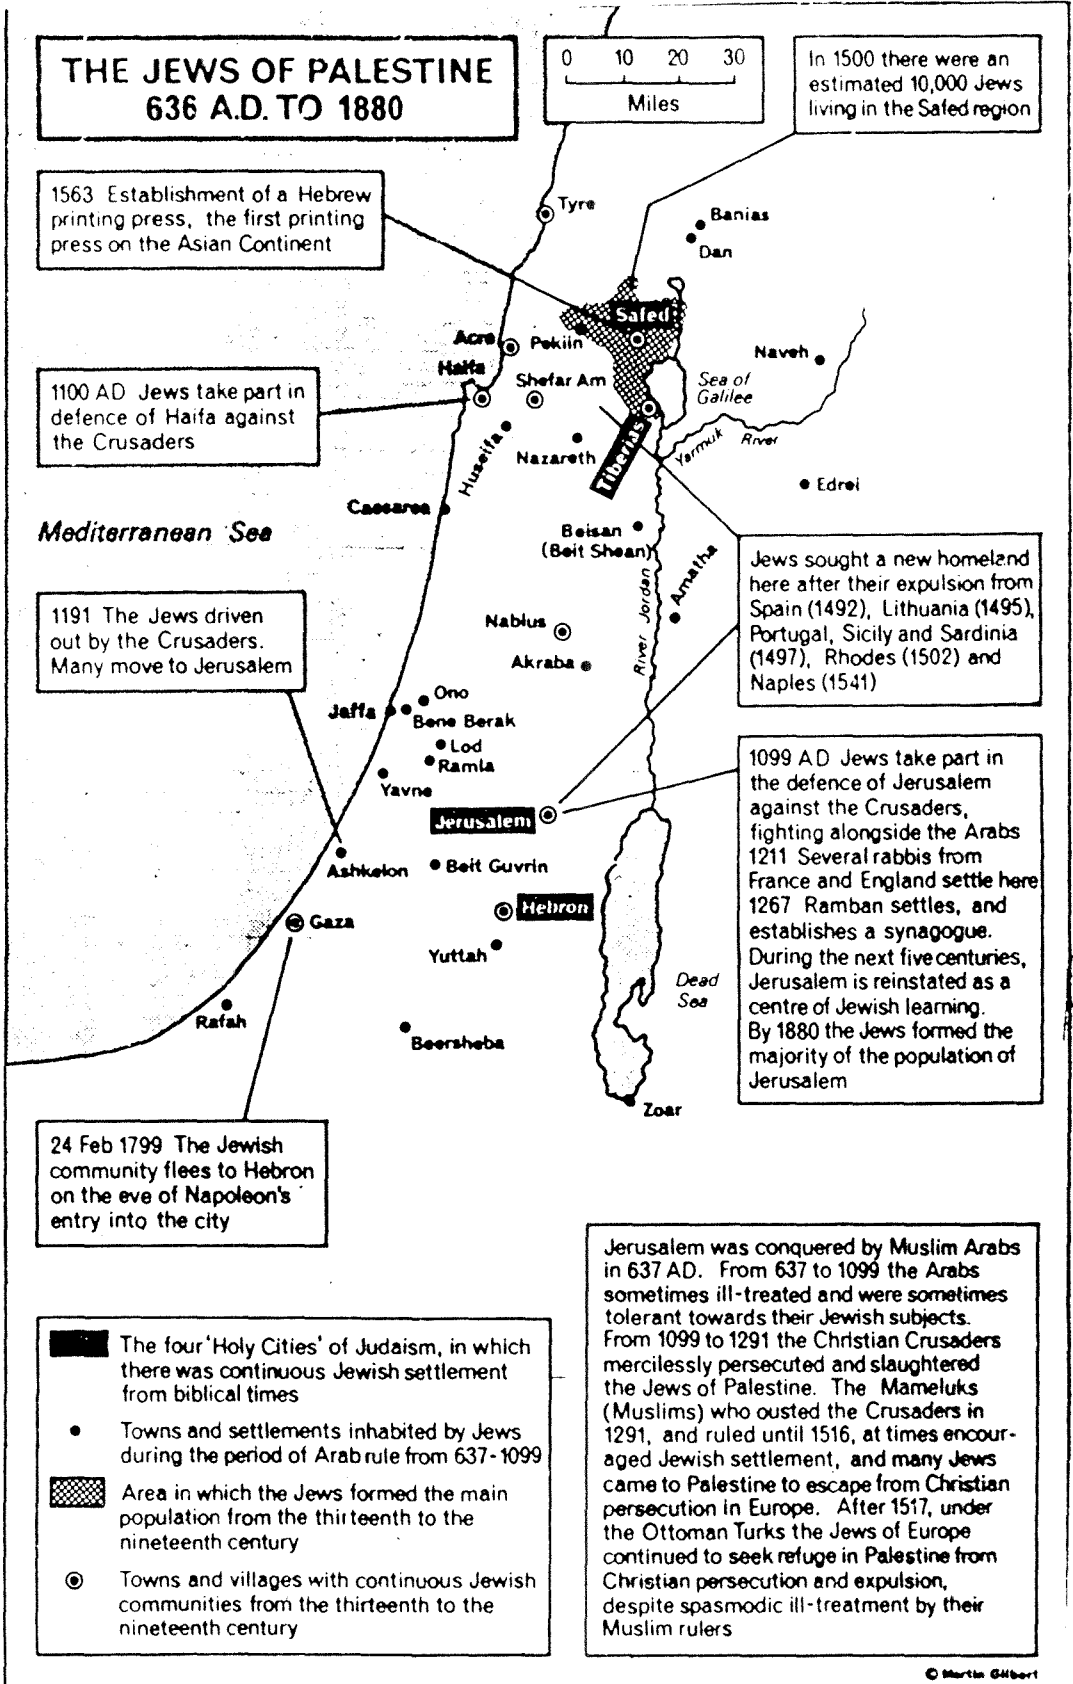 THE JEWS OF PALESTINE
636 A.D. TO 1880
0 10 20 30
Miles
In 1500 there were an
estimated 10,000 Jews
living in the Safed region
1563 Establishment of a Hebrew
printing press, the first printing
press on the Asian Continent
Tyre
Banias
Dan
Safed
Acre
Pekiin
Haifa
Naveh
Shefar Am
Sea of
Galilee
1100 AD Jews take part in
defence of Haifa against
the Crusaders
Huseifa
Nazareth
Tiberias
Yarmuk River
Edrei
Caesarea
Mediterranean Sea
Beisan
(Beit Shean)
Amatha
River Jordan
Jews sought a new homeland
here after their expulsion from
Spain (1492), Lithuania (1495),
Portugal, Sicily and Sardinia
(1497), Rhodes (1502) and
Naples (1541)
1191 The Jews driven
out by the Crusaders.
Many move to Jerusalem
Nablus
Akraba
Ono
Jaffa
Bene Berak
Lod
Ramla
Yavne
Jerusalem
1099 AD Jews take part in
the defence of Jerusalem
against the Crusaders,
fighting alongside the Arabs
1211 Several rabbis from
France and England settle here
1267 Ramban settles, and
establishes a synagogue.
During the next five centuries,
Jerusalem is reinstated as a
centre of Jewish learning.
By 1880 the Jews formed the
majority of the population of
Jerusalem
Ashkelon
Beit Guvrin
Hebron
Gaza
Yuttah
Dead
Sea
Rafah
Beersheba
Zoar
24 Feb 1799 The Jewish
community flees to Hebron
on the eve of Napoleon's
entry into the city
The four 'Holy Cities' of Judaism, in which
there was continuous Jewish settlement
from biblical times
Towns and settlements inhabited by Jews
during the period of Arab rule from 637-1099
Area in which the Jews formed the main
population from the thirteenth to the
nineteenth century
Towns and villages with continuous Jewish
communities from the thirteenth to the
nineteenth century
Jerusalem was conquered by Muslim Arabs
in 637 AD. From 637 to 1099 the Arabs
sometimes ill-treated and were sometimes
tolerant towards their Jewish subjects.
From 1099 to 1291 the Christian Crusaders
mercilessly persecuted and slaughtered
the Jews of Palestine. The Mameluks
(Muslims) who ousted the Crusaders in
1291, and ruled until 1516, at times encour-
aged Jewish settlement, and many Jews
came to Palestine to escape from Christian
persecution in Europe. After 1517, under
the Ottoman Turks the Jews of Europe
continued to seek refuge in Palestine from
Christian persecution and expulsion,
despite spasmodic ill-treatment by their
Muslim rulers
© Martin Gilbert